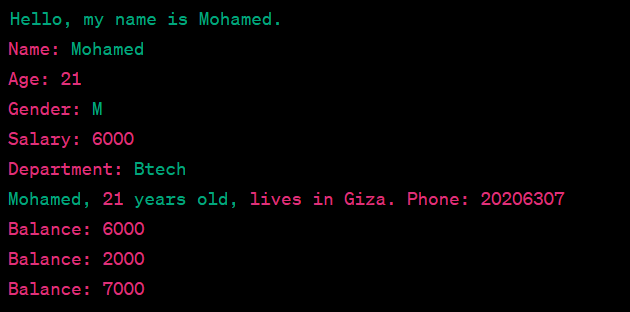 Hello, my name is Mohamed.
Name: Mohamed
Age: 21
Gender: M
Salary: 6000
Department: Btech
Mohamed, 21 years old, lives in Giza. Phone: 20206307
Balance: 6000
Balance: 2000
Balance: 7000